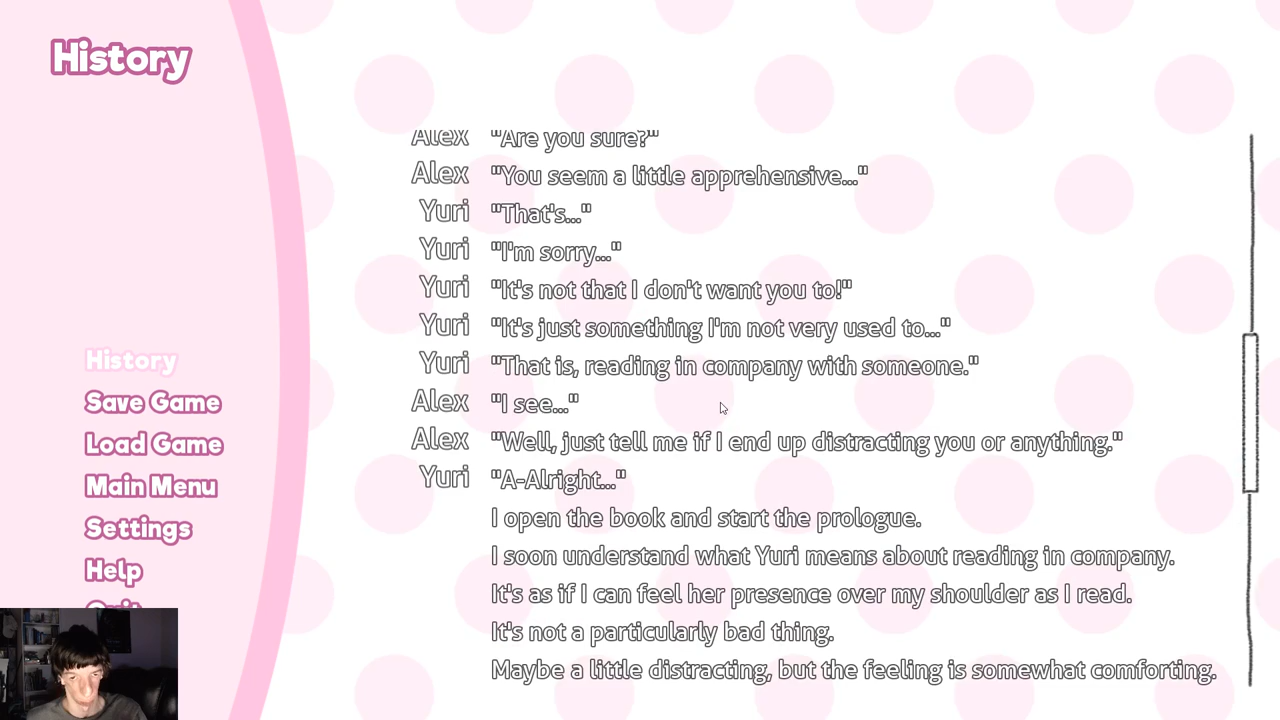 History
Alex "Are you sure?"
Alex "You seem a little apprehensive..."
Yuri "That's..."
Yuri "I'm sorry..."
Yuri "It's not that I don't want you to!"
Yuri "It's just something I'm not very used to..."
Yuri "That is, reading in company with someone."
Alex "I see..."
Alex "Well, just tell me if I end up distracting you or anything."
Yuri "A-Alright..."
I open the book and start the prologue.
I soon understand what Yuri means about reading in company.
It's as if I can feel her presence over my shoulder as I read.
It's not a particularly bad thing.
Maybe a little distracting, but the feeling is somewhat comforting.
History
Save Game
Load Game
Main Menu
Settings
Help
Quit